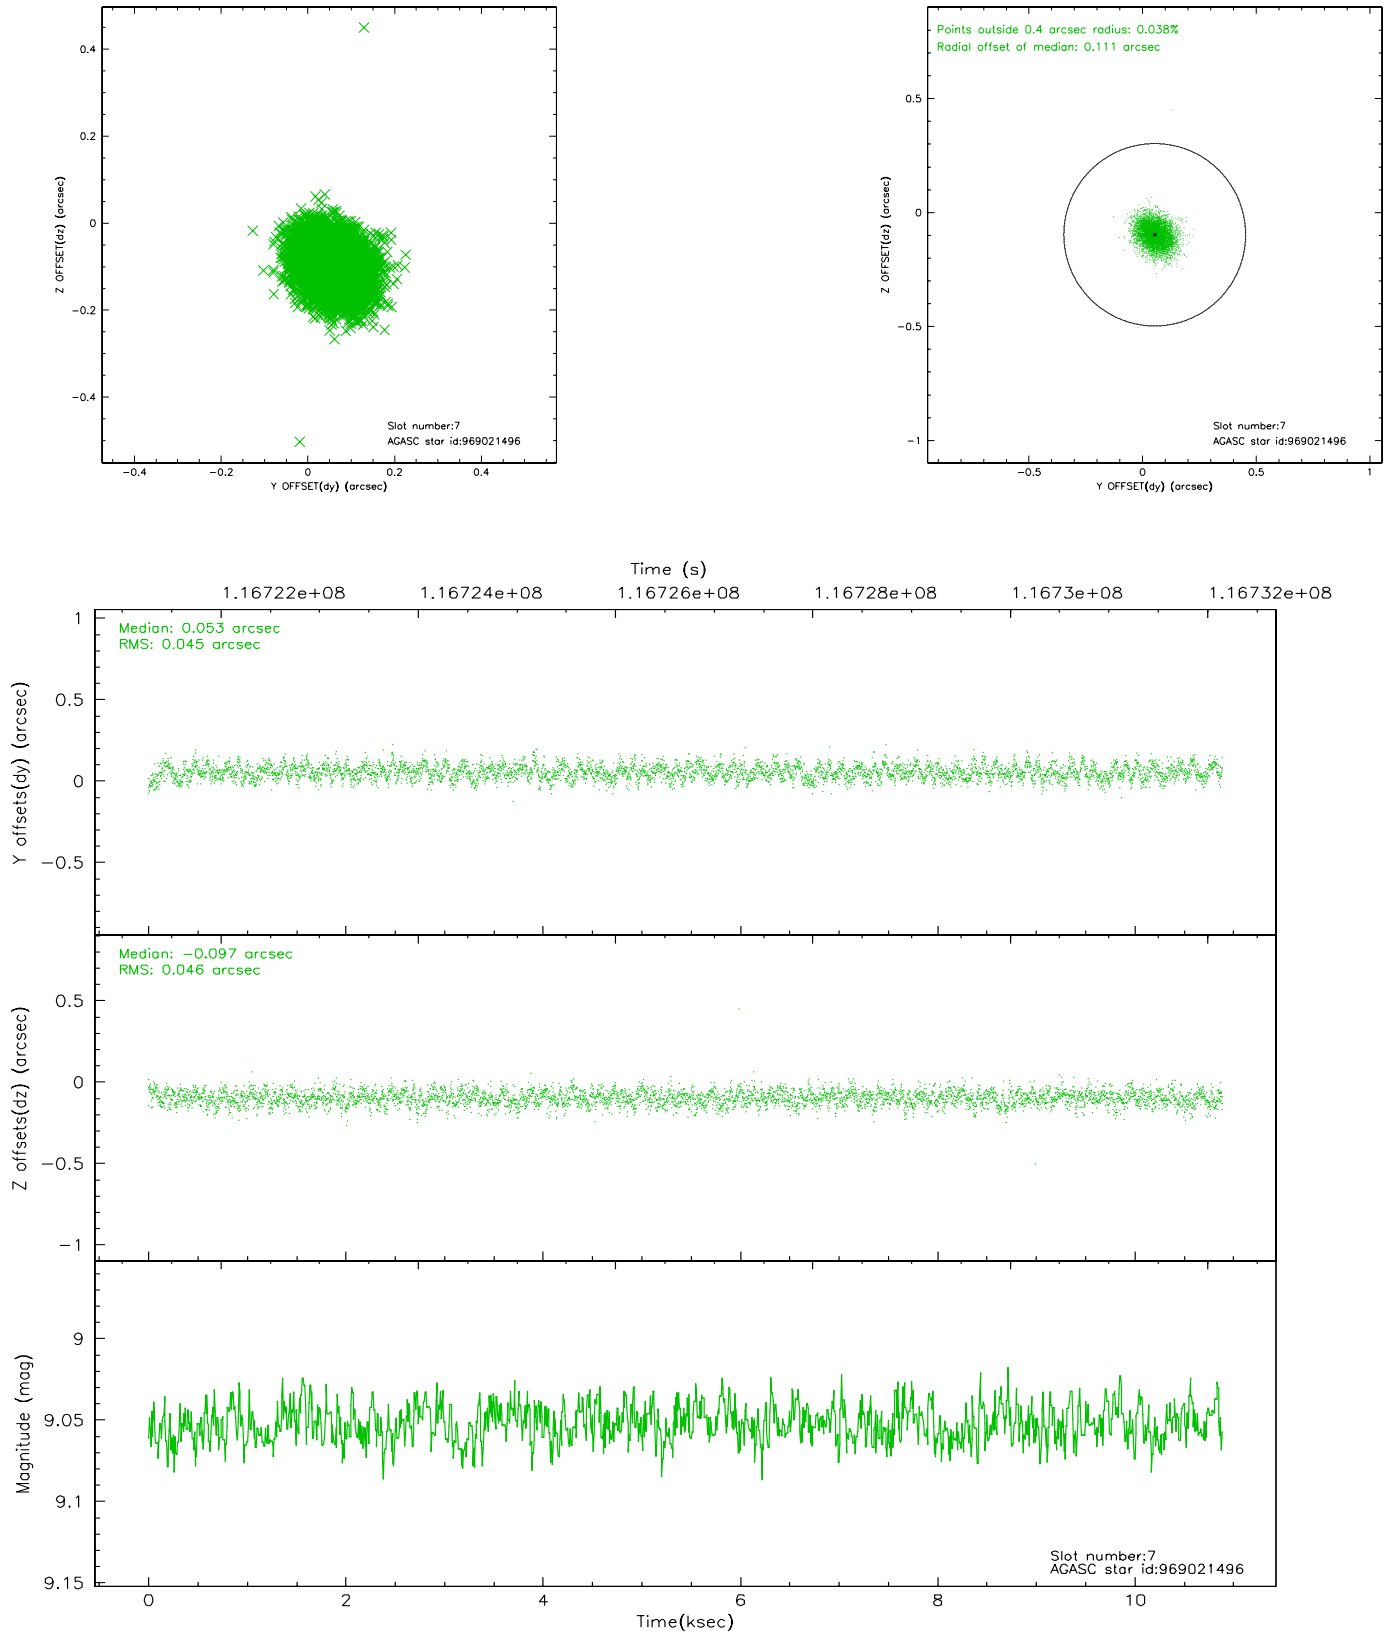 0.4
0.2
0
−0.2
−0.4
Z OFFSET(dz) (arcsec)
Slot number:7
AGASC star id:969021496
−0.4 −0.2 0 0.2 0.4
Y OFFSET(dy) (arcsec)
Points outside 0.4 arcsec radius: 0.038%
Radial offset of median: 0.111 arcsec
0.5
0
−0.5
−1
Z OFFSET(dz) (arcsec)
Slot number:7
AGASC star id:969021496
−0.5 0 0.5 1
Y OFFSET(dy) (arcsec)
Time (s)
1.16722e+08 1.16724e+08 1.16726e+08 1.16728e+08 1.1673e+08 1.16732e+08
Median: 0.053 arcsec
RMS: 0.045 arcsec
1
0.5
0
−0.5
Y offsets(dy) (arcsec)
Median: −0.097 arcsec
RMS: 0.046 arcsec
0.5
0
−0.5
−1
Z offsets(dz) (arcsec)
9
9.05
9.1
9.15
Magnitude (mag)
Slot number:7
AGASC star id:969021496
0 2 4 6 8 10
Time(ksec)